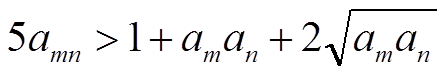 5a_{mn} > 1 + a_m a_n + 2\sqrt{a_m a_n}